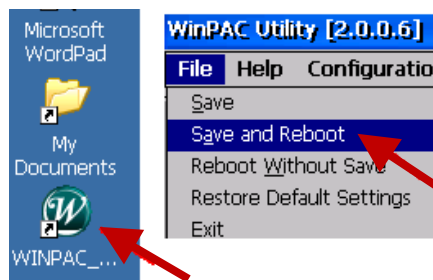 Microsoft
WordPad
My
Documents
WINPAC_...
WinPAC Utility [2.0.0.6]
File Help Configuratio
Save
Save and Reboot
Reboot Without Save
Restore Default Settings
Exit